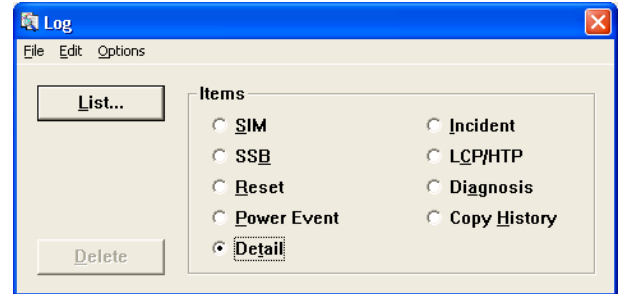 Log
File Edit Options
List...
Items
SIM Incident
SSB LCP/HTP
Reset Diagnosis
Power Event Copy History
Detail
Delete